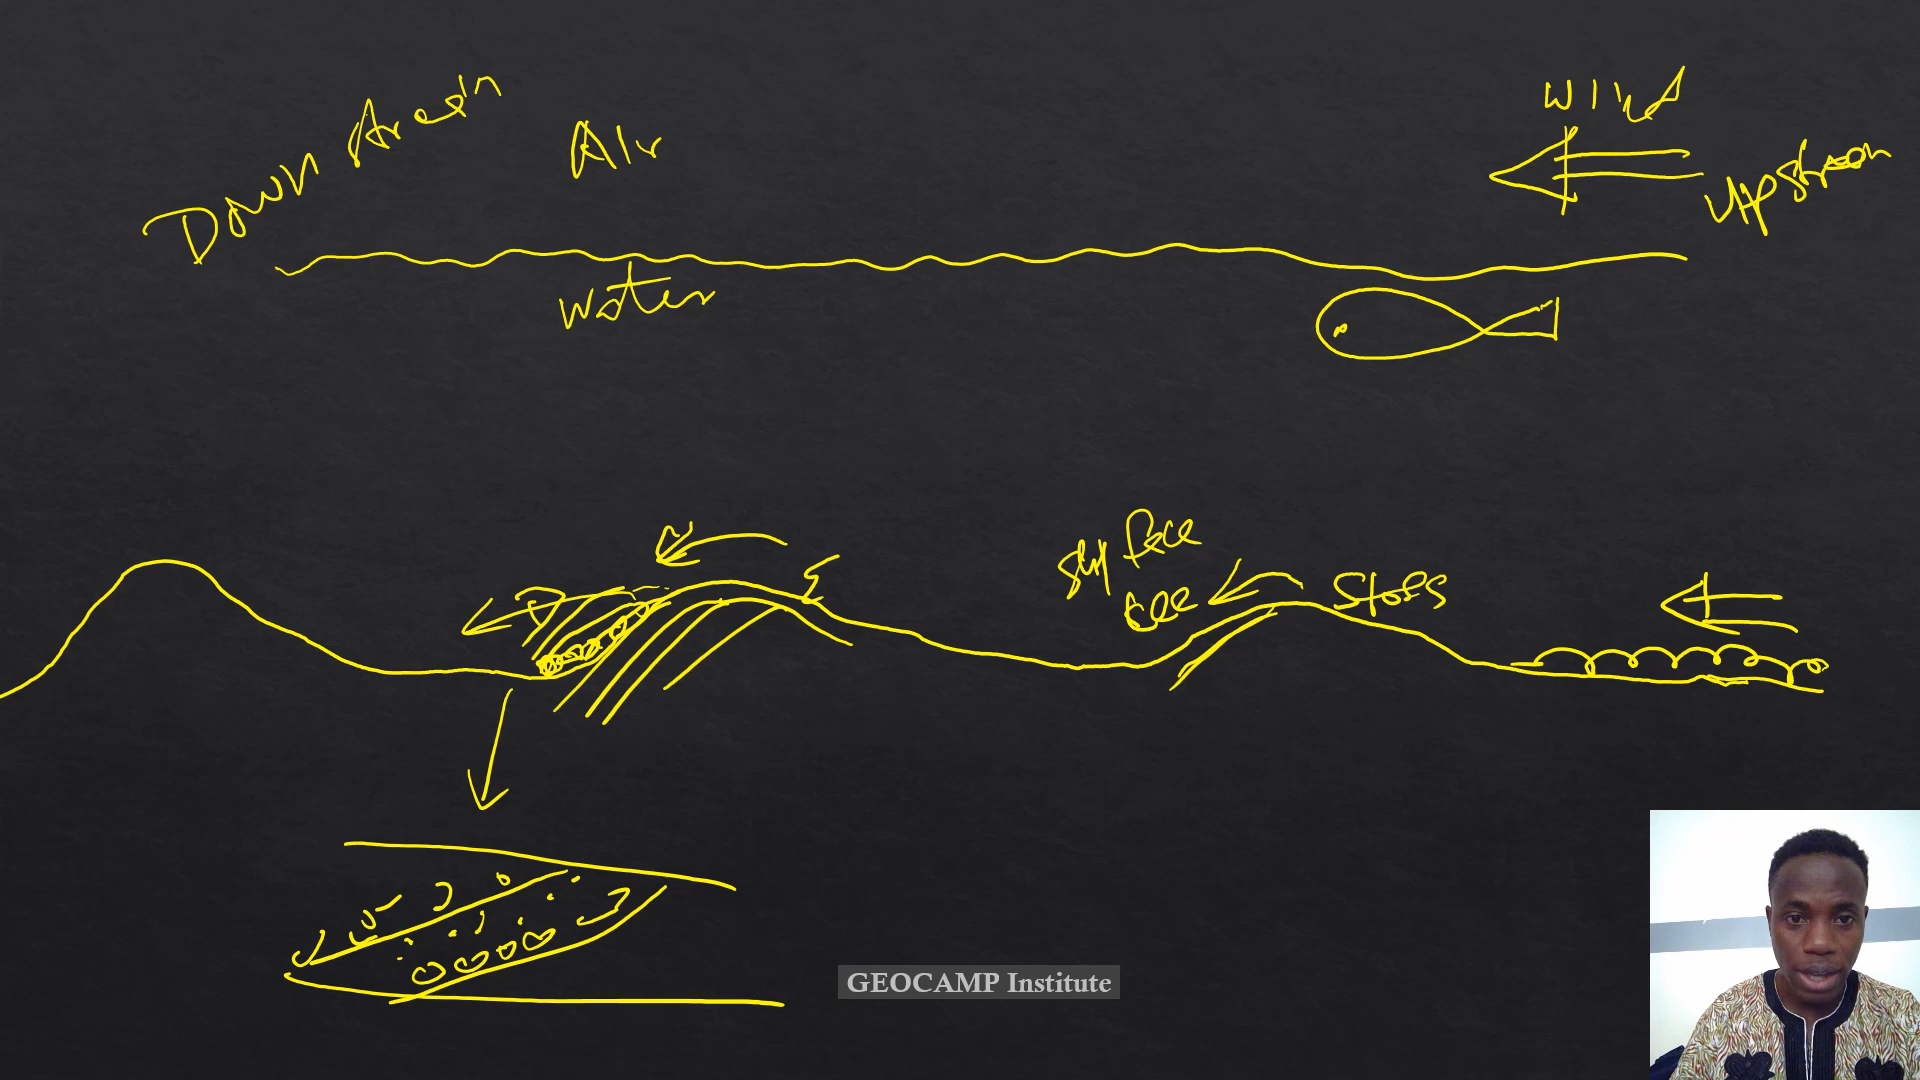 Down stream
Air
Wind
Upstream
Water
Slip face
Lee
Stoss
GEOCAMP Institute